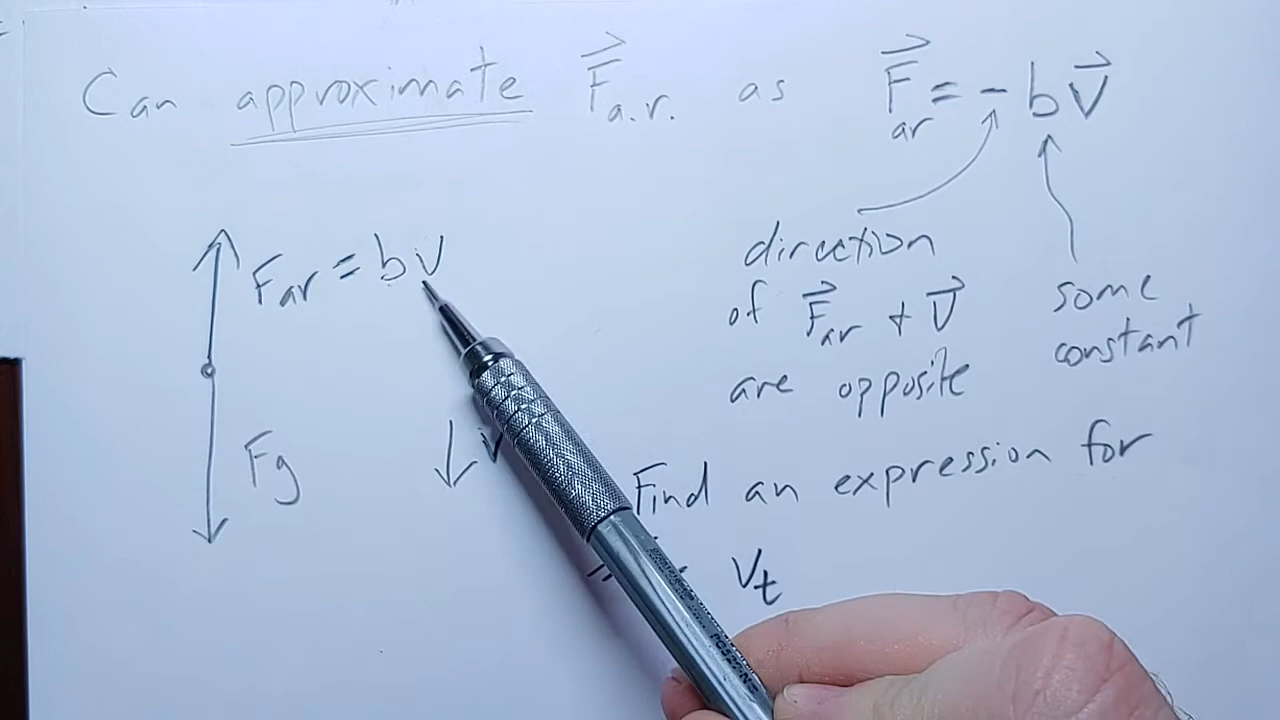 Can approximate F⃗a.r. as F⃗ar = - bv⃗
Far = bv
direction
of F⃗ar + V⃗
are opposite
some
constant
Fg
Find an expression for
Vt